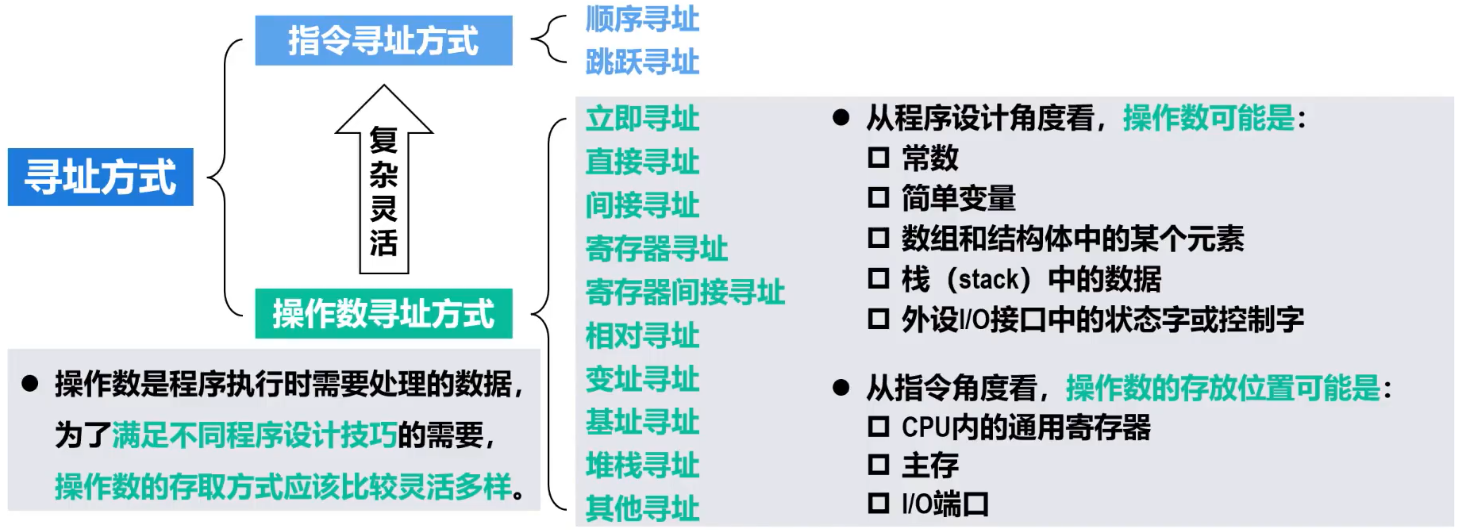 寻址方式
指令寻址方式
顺序寻址
跳跃寻址
复杂灵活
操作数寻址方式
立即寻址
直接寻址
间接寻址
寄存器寻址
寄存器间接寻址
相对寻址
变址寻址
基址寻址
堆栈寻址
其他寻址
● 操作数是程序执行时需要处理的数据，
为了满足不同程序设计技巧的需要，
操作数的存取方式应该比较灵活多样。
● 从程序设计角度看，操作数可能是：
常数
简单变量
数组和结构体中的某个元素
栈（stack）中的数据
外设I/O接口中的状态字或控制字
● 从指令角度看，操作数的存放位置可能是：
CPU内的通用寄存器
主存
I/O端口